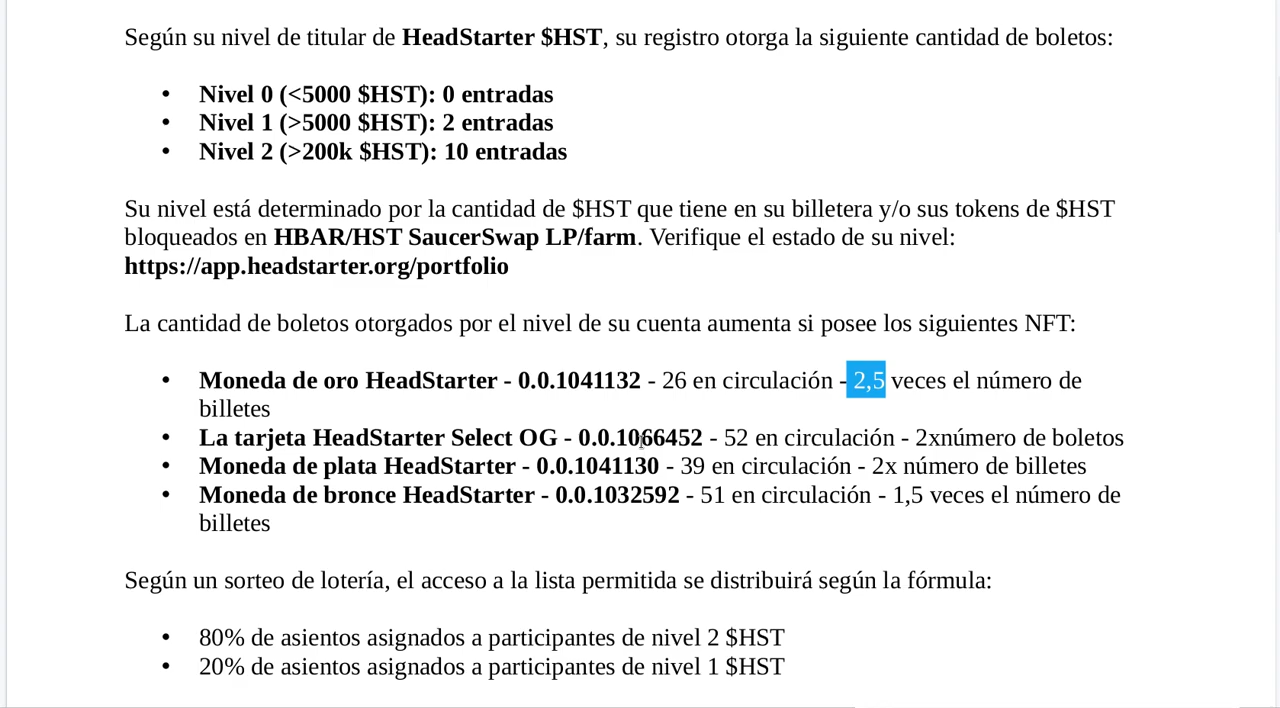 Según su nivel de titular de HeadStarter $HST, su registro otorga la siguiente cantidad de boletos:
• Nivel 0 (<5000 $HST): 0 entradas
• Nivel 1 (>5000 $HST): 2 entradas
• Nivel 2 (>200k $HST): 10 entradas
Su nivel está determinado por la cantidad de $HST que tiene en su billetera y/o sus tokens de $HST
bloqueados en HBAR/HST SaucerSwap LP/farm. Verifique el estado de su nivel:
https://app.headstarter.org/portfolio
La cantidad de boletos otorgados por el nivel de su cuenta aumenta si posee los siguientes NFT:
• Moneda de oro HeadStarter - 0.0.1041132 - 26 en circulación - 2,5 veces el número de
billetes
• La tarjeta HeadStarter Select OG - 0.0.1066452 - 52 en circulación - 2xnúmero de boletos
• Moneda de plata HeadStarter - 0.0.1041130 - 39 en circulación - 2x número de billetes
• Moneda de bronce HeadStarter - 0.0.1032592 - 51 en circulación - 1,5 veces el número de
billetes
Según un sorteo de lotería, el acceso a la lista permitida se distribuirá según la fórmula:
• 80% de asientos asignados a participantes de nivel 2 $HST
• 20% de asientos asignados a participantes de nivel 1 $HST